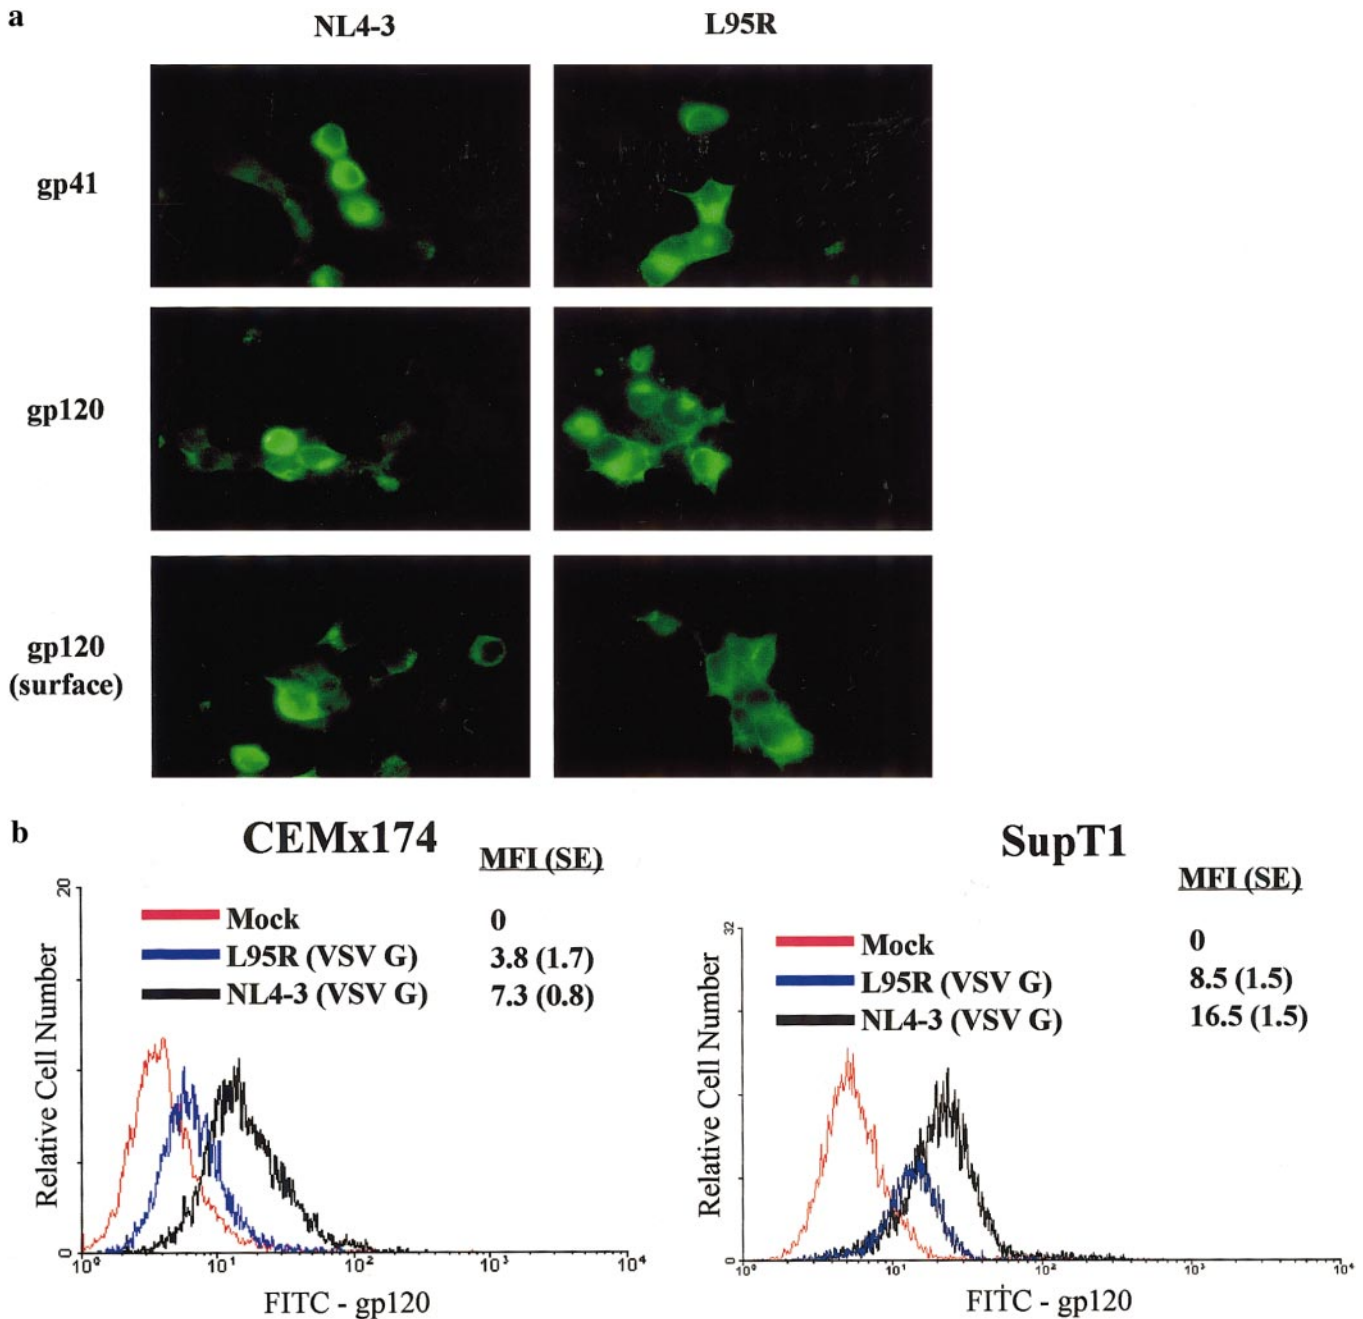 a
NL4-3
L95R
gp41
gp120
gp120
(surface)
b
CEMx174
MFI (SE)
Mock 0
L95R (VSV G) 3.8 (1.7)
NL4-3 (VSV G) 7.3 (0.8)
Relative Cell Number
20
0
10⁰ 10¹ 10² 10³ 10⁴
FITC - gp120
SupT1
MFI (SE)
Mock 0
L95R (VSV G) 8.5 (1.5)
NL4-3 (VSV G) 16.5 (1.5)
Relative Cell Number
32
0
10⁰ 10¹ 10² 10³ 10⁴
FITC - gp120